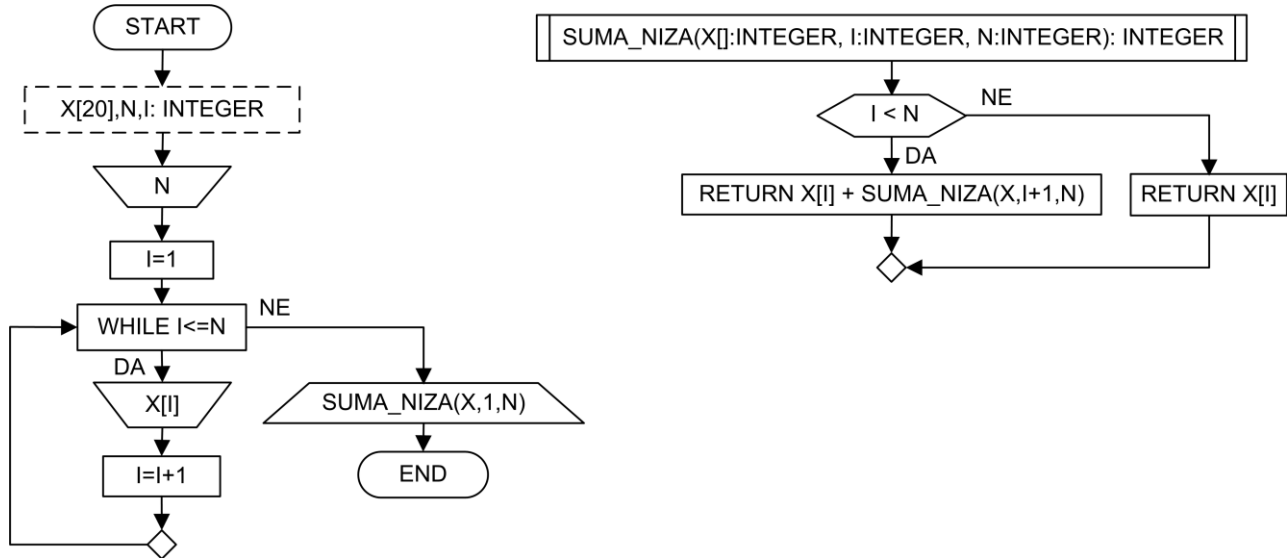 START
X[20],N,I: INTEGER
N
I=1
WHILE I<=N
NE
DA
X[I]
I=I+1
SUMA_NIZA(X,1,N)
END
SUMA_NIZA(X[]:INTEGER, I:INTEGER, N:INTEGER): INTEGER
I < N
NE
DA
RETURN X[I] + SUMA_NIZA(X,I+1,N)
RETURN X[I]